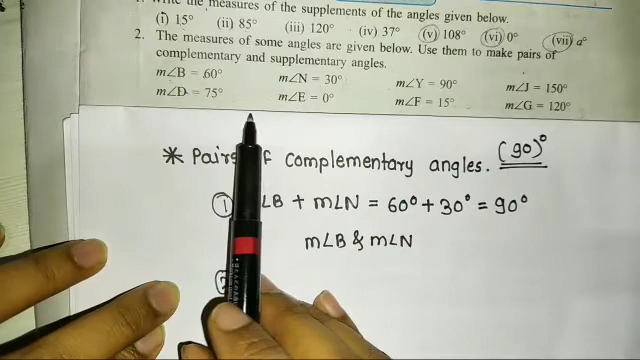 the measures of the supplements of the angles given below.
(i) 15° (ii) 85° (iii) 120° (iv) 37° (v) 108° (vi) 0° (vii) a°
2. The measures of some angles are given below. Use them to make pairs of
complementary and supplementary angles.
m∠B = 60° m∠N = 30° m∠Y = 90° m∠J = 150°
m∠D = 75° m∠E = 0° m∠F = 15° m∠G = 120°
* Pairs of complementary angles. (90)°
① ∠B + m∠N = 60° + 30° = 90°
m∠B & m∠N